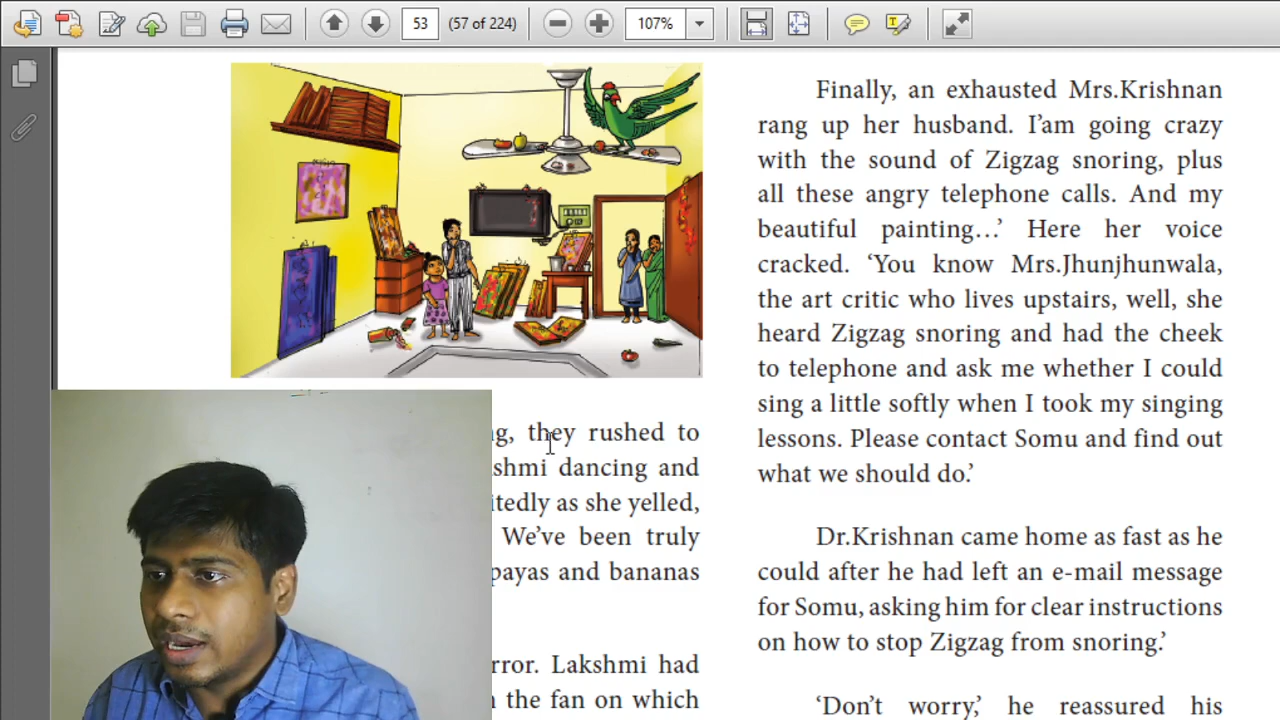 53
(57 of 224)
107%
ng, they rushed to
shmi dancing and
itedly as she yelled,
We’ve been truly
payas and bananas
rror. Lakshmi had
n the fan on which
Finally, an exhausted Mrs.Krishnan
rang up her husband. I’am going crazy
with the sound of Zigzag snoring, plus
all these angry telephone calls. And my
beautiful painting…’ Here her voice
cracked. ‘You know Mrs.Jhunjhunwala,
the art critic who lives upstairs, well, she
heard Zigzag snoring and had the cheek
to telephone and ask me whether I could
sing a little softly when I took my singing
lessons. Please contact Somu and find out
what we should do.’
Dr.Krishnan came home as fast as he
could after he had left an e-mail message
for Somu, asking him for clear instructions
on how to stop Zigzag from snoring.’
‘Don’t worry,’ he reassured his